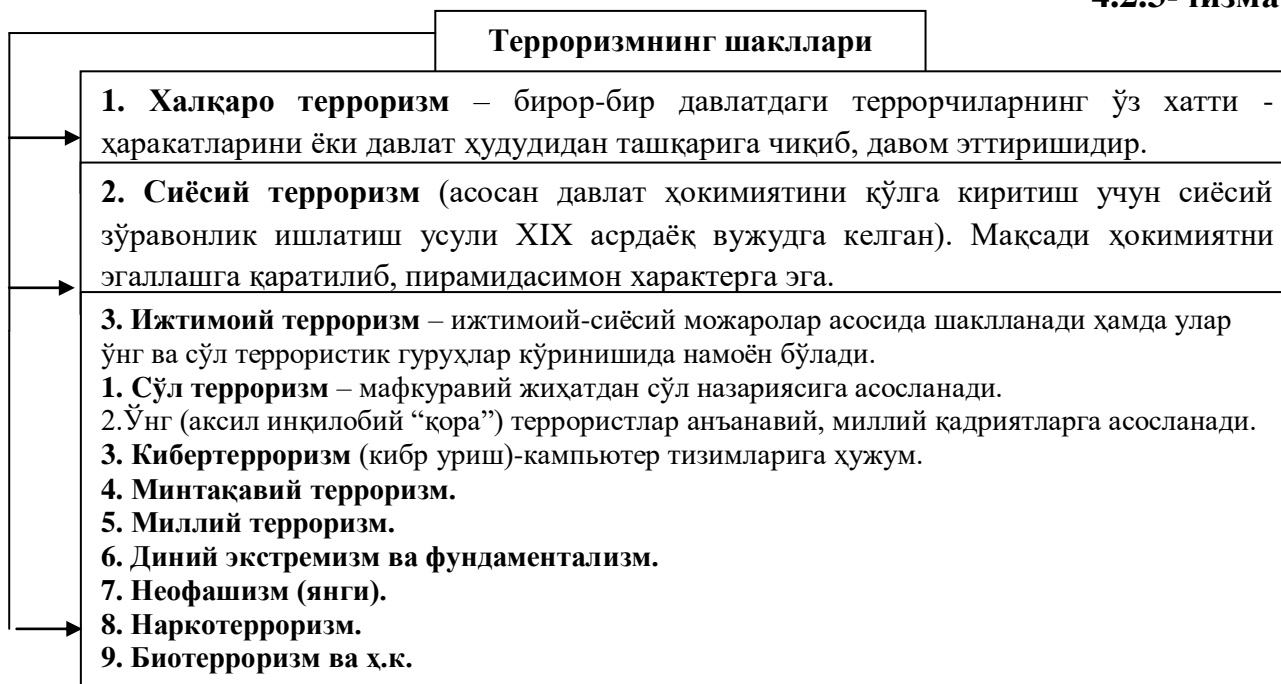 4.2.3-чизма
Терроризмнинг шакллари
1. Халқаро терроризм – бирор-бир давлатдаги террорчиларнинг ўз хатти -
ҳаракатларини ёки давлат ҳудудидан ташқарига чиқиб, давом эттиришидир.
2. Сиёсий терроризм (асосан давлат ҳокимиятини қўлга киритиш учун сиёсий
зўравонлик ишлатиш усули XIX асрдаёқ вужудга келган). Мақсади ҳокимиятни
эгаллашга қаратилиб, пирамидасимон характерга эга.
3. Ижтимоий терроризм – ижтимоий-сиёсий можаролар асосида шаклланади ҳамда улар
ўнг ва сўл террористик гуруҳлар кўринишида намоён бўлади.
1. Сўл терроризм – мафкуравий жиҳатдан сўл назариясига асосланади.
2.Ўнг (аксил инқилобий “қора”) террористлар анъанавий, миллий қадриятларга асосланади.
3. Кибертерроризм (кибр уриш)-кампьютер тизимларига ҳужум.
4. Минтақавий терроризм.
5. Миллий терроризм.
6. Диний экстремизм ва фундаментализм.
7. Неофашизм (янги).
8. Наркотерроризм.
9. Биотерроризм ва ҳ.к.